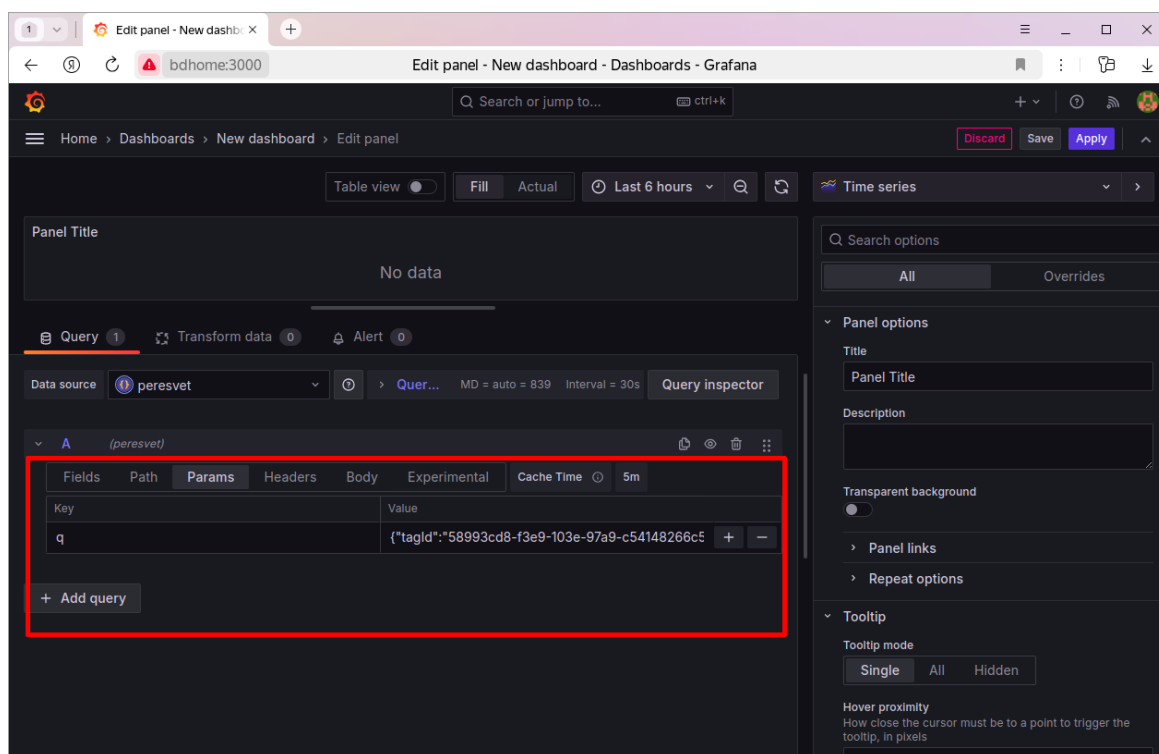 1
Edit panel - New dashbc
bdhome:3000
Edit panel - New dashboard - Dashboards - Grafana
Search or jump to...
ctrl+k
Home > Dashboards > New dashboard > Edit panel
Discard
Save
Apply
Table view
Fill
Actual
Last 6 hours
Time series
Panel Title
No data
Search options
All
Overrides
Query 1
Transform data 0
Alert 0
Panel options
Title
Panel Title
Data source
peresvet
Quer...
MD = auto = 839
Interval = 30s
Query inspector
Description
A
(peresvet)
Fields
Path
Params
Headers
Body
Experimental
Cache Time
5m
Key
Value
q
{"tagId":"58993cd8-f3e9-103e-97a9-c54148266c5
+ Add query
Transparent background
Panel links
Repeat options
Tooltip
Tooltip mode
Single
All
Hidden
Hover proximity
How close the cursor must be to a point to trigger the
tooltip, in pixels